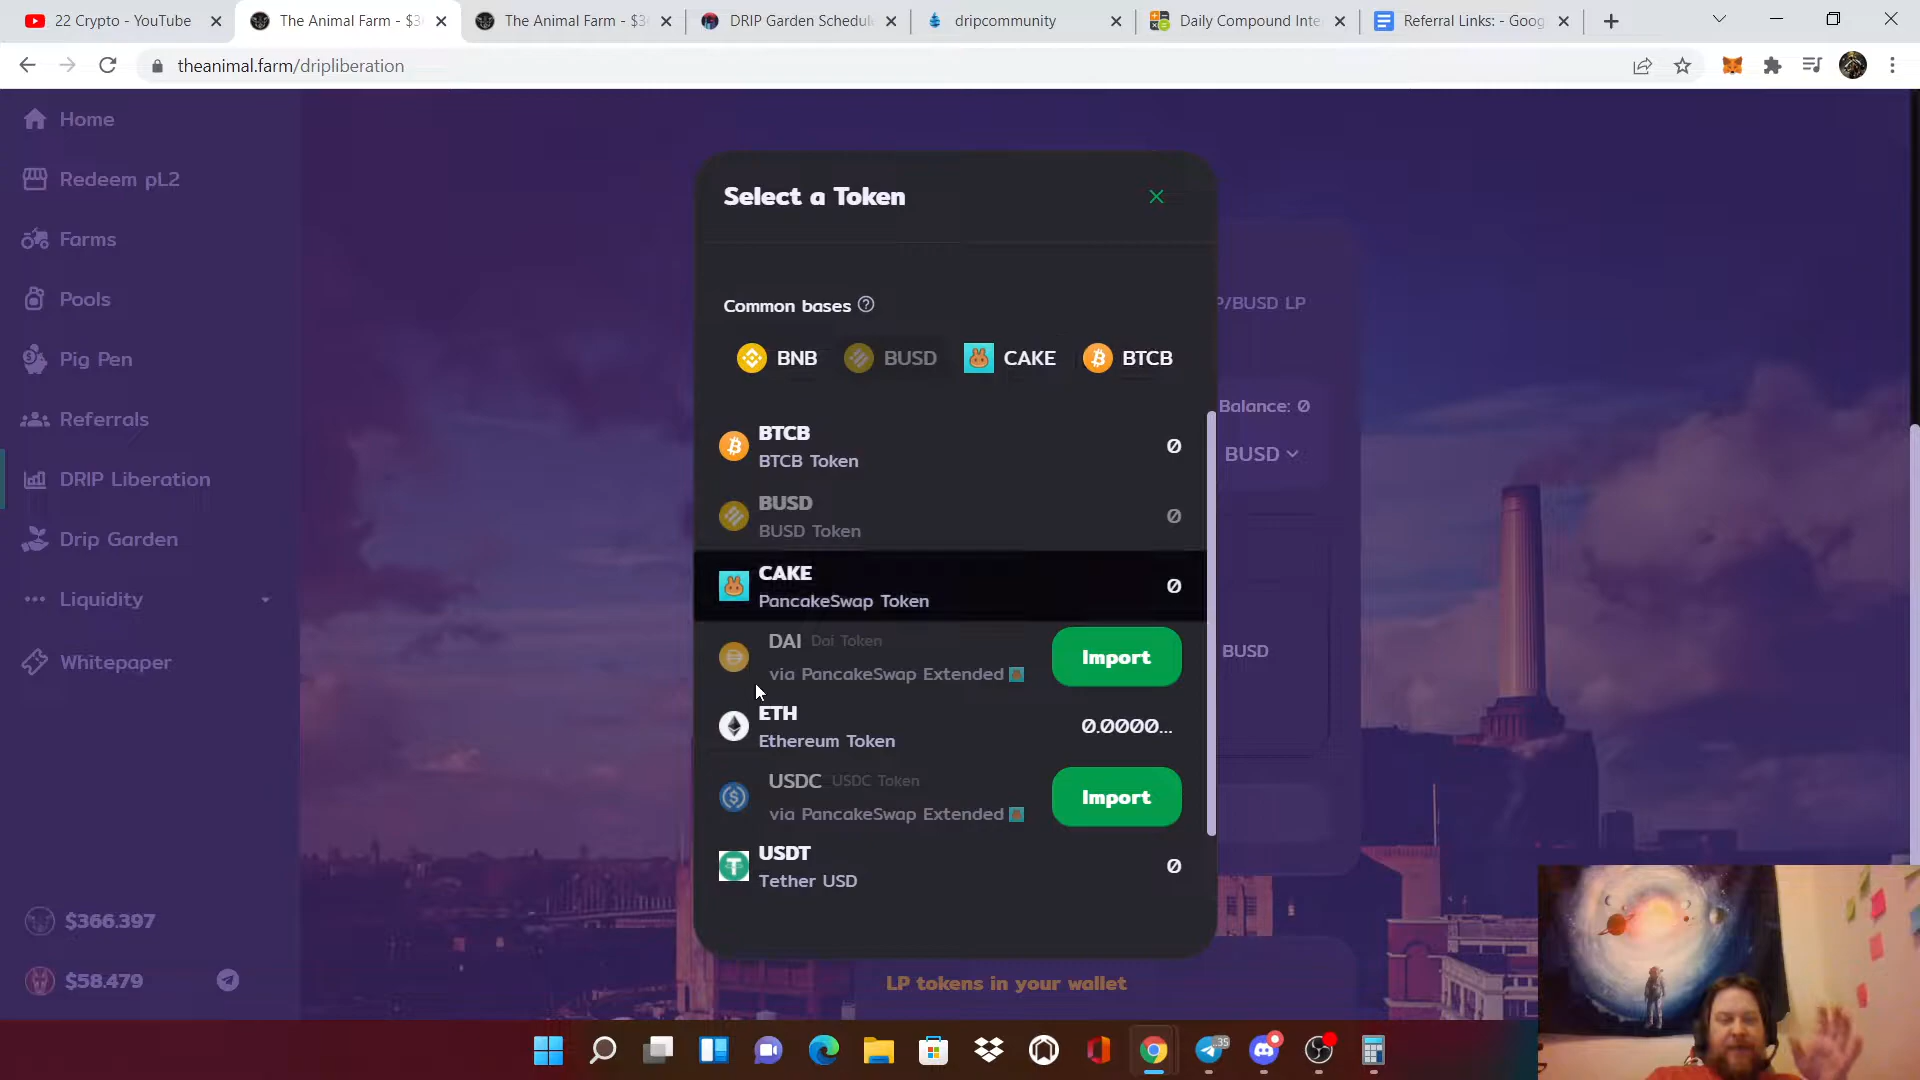 22 Crypto - YouTube
The Animal Farm - $3
The Animal Farm - $3
DRIP Garden Schedul
dripcommunity
Daily Compound Inte
Referral Links: - Goog
theanimal.farm/dripliberation
Home
Redeem pL2
Farms
Pools
Pig Pen
Referrals
DRIP Liberation
Drip Garden
Liquidity
Whitepaper
$366.397
$58.479
Select a Token
Common bases
BNB
BUSD
CAKE
BTCB
BTCB
BTCB Token
0
BUSD
BUSD Token
0
CAKE
PancakeSwap Token
0
DAI Dai Token
via PancakeSwap Extended
Import
ETH
Ethereum Token
0.0000...
USDC USDC Token
via PancakeSwap Extended
Import
USDT
Tether USD
0
P/BUSD LP
Balance: 0
BUSD
BUSD
LP tokens in your wallet
35